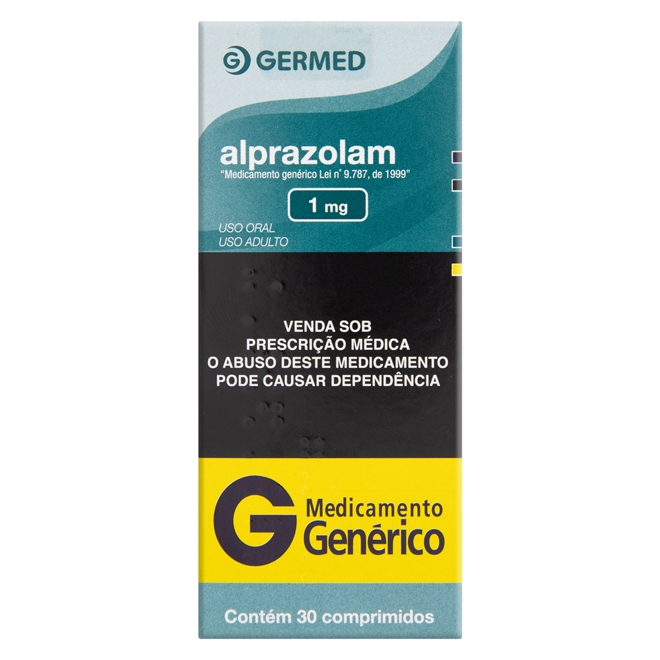 GERMED
alprazolam
"Medicamento genérico Lei nº 9.787, de 1999"
1 mg
USO ORAL
USO ADULTO
VENDA SOB
PRESCRIÇÃO MÉDICA
O ABUSO DESTE MEDICAMENTO
PODE CAUSAR DEPENDÊNCIA
G Medicamento
Genérico
Contém 30 comprimidos